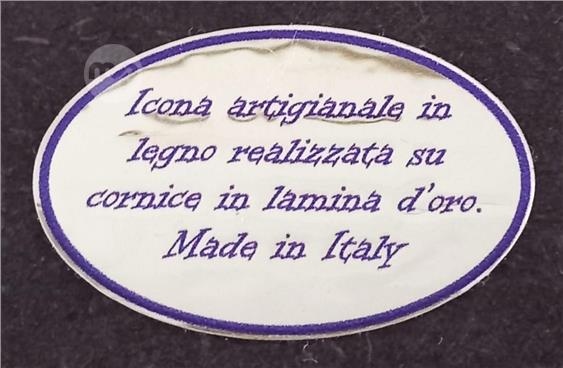 Icona artigianale in
legno realizzata su
cornice in lamina d'oro.
Made in Italy